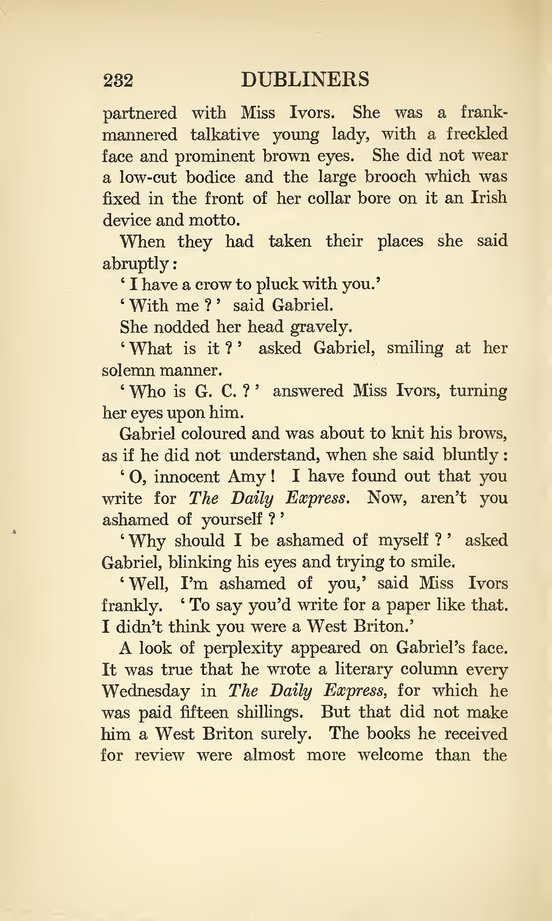 232 DUBLINERS
partnered with Miss Ivors. She was a frank-
mannered talkative young lady, with a freckled
face and prominent brown eyes. She did not wear
a low-cut bodice and the large brooch which was
fixed in the front of her collar bore on it an Irish
device and motto.
When they had taken their places she said
abruptly :
‘ I have a crow to pluck with you.’
‘ With me ? ’ said Gabriel.
She nodded her head gravely.
‘ What is it ? ’ asked Gabriel, smiling at her
solemn manner.
‘ Who is G. C. ? ’ answered Miss Ivors, turning
her eyes upon him.
Gabriel coloured and was about to knit his brows,
as if he did not understand, when she said bluntly :
‘ O, innocent Amy ! I have found out that you
write for The Daily Express. Now, aren’t you
ashamed of yourself ? ’
‘ Why should I be ashamed of myself ? ’ asked
Gabriel, blinking his eyes and trying to smile.
‘ Well, I’m ashamed of you,’ said Miss Ivors
frankly. ‘ To say you’d write for a paper like that.
I didn’t think you were a West Briton.’
A look of perplexity appeared on Gabriel’s face.
It was true that he wrote a literary column every
Wednesday in The Daily Express, for which he
was paid fifteen shillings. But that did not make
him a West Briton surely. The books he received
for review were almost more welcome than the